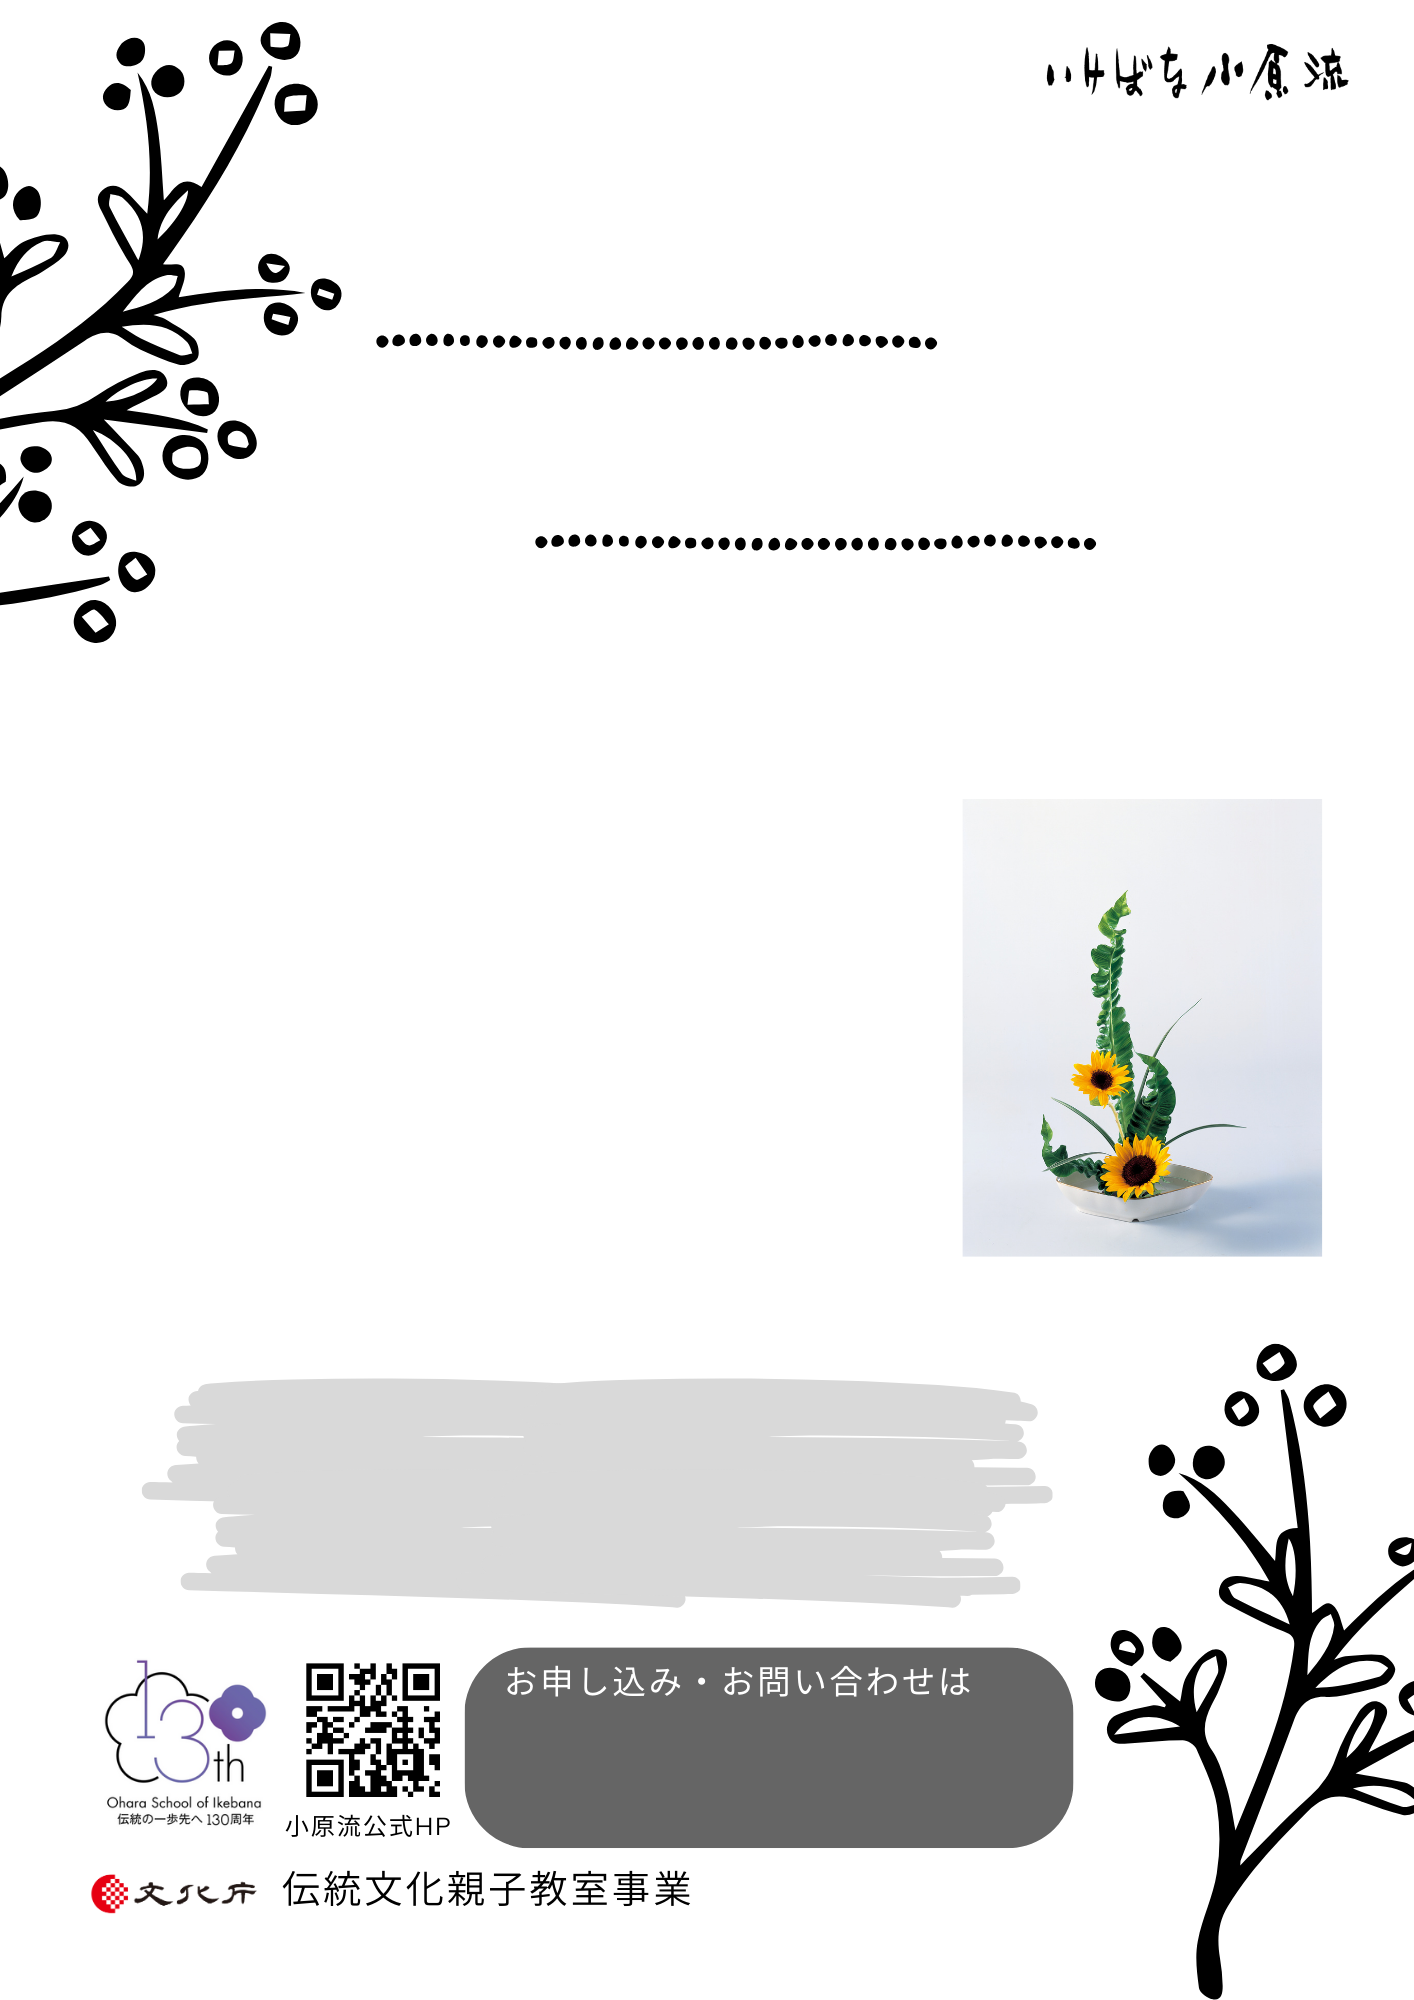 いけばな小原流
お申し込み・お問い合わせは
130th
Ohara School of Ikebana
伝統の一歩先へ 130周年
小原流公式HP
文化庁 伝統文化親子教室事業